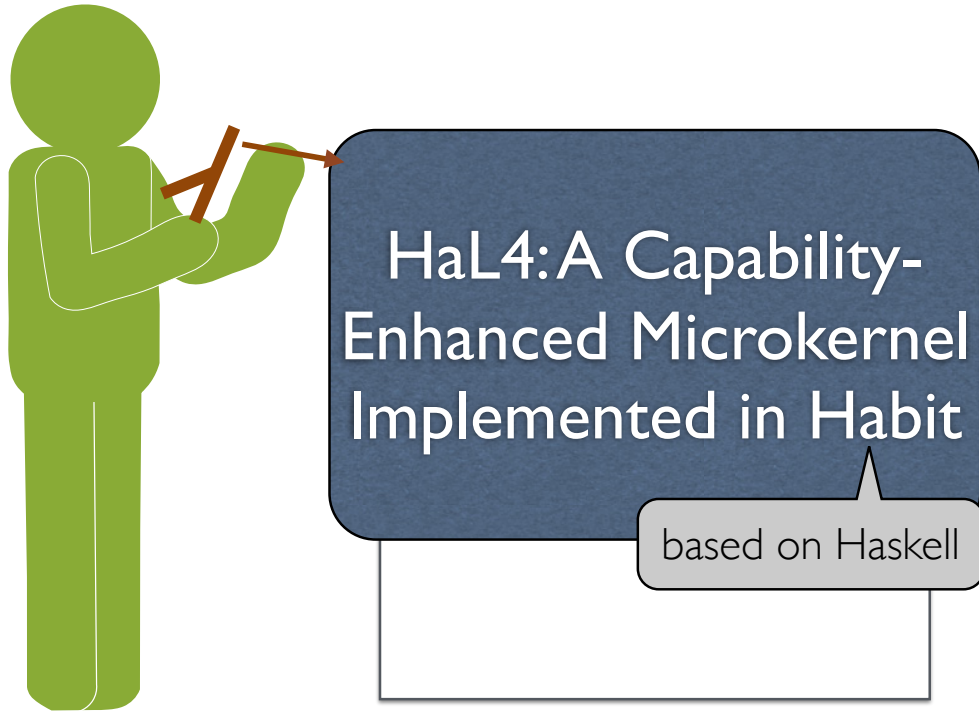 HaL4: A Capability-
Enhanced Microkernel
Implemented in Habit
based on Haskell